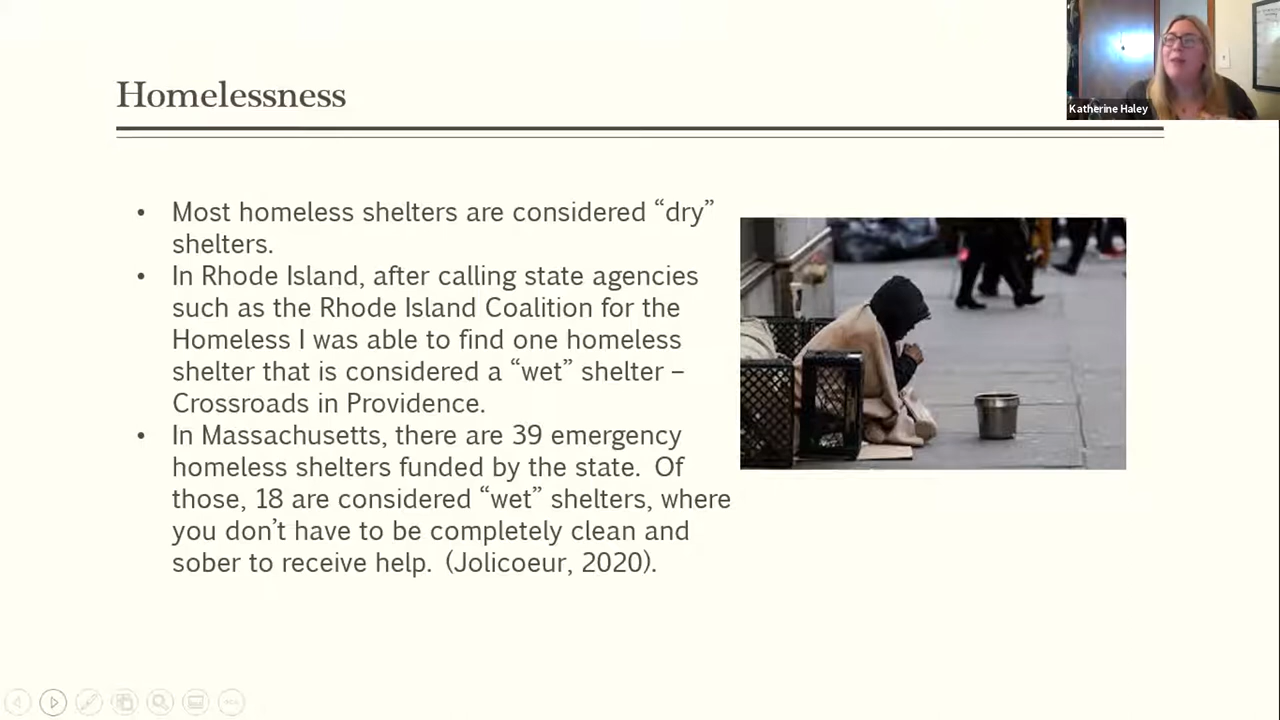 Homelessness
Katherine Haley
• Most homeless shelters are considered “dry”
shelters.
• In Rhode Island, after calling state agencies
such as the Rhode Island Coalition for the
Homeless I was able to find one homeless
shelter that is considered a “wet” shelter –
Crossroads in Providence.
• In Massachusetts, there are 39 emergency
homeless shelters funded by the state.  Of
those, 18 are considered “wet” shelters, where
you don’t have to be completely clean and
sober to receive help.  (Jolicoeur, 2020).